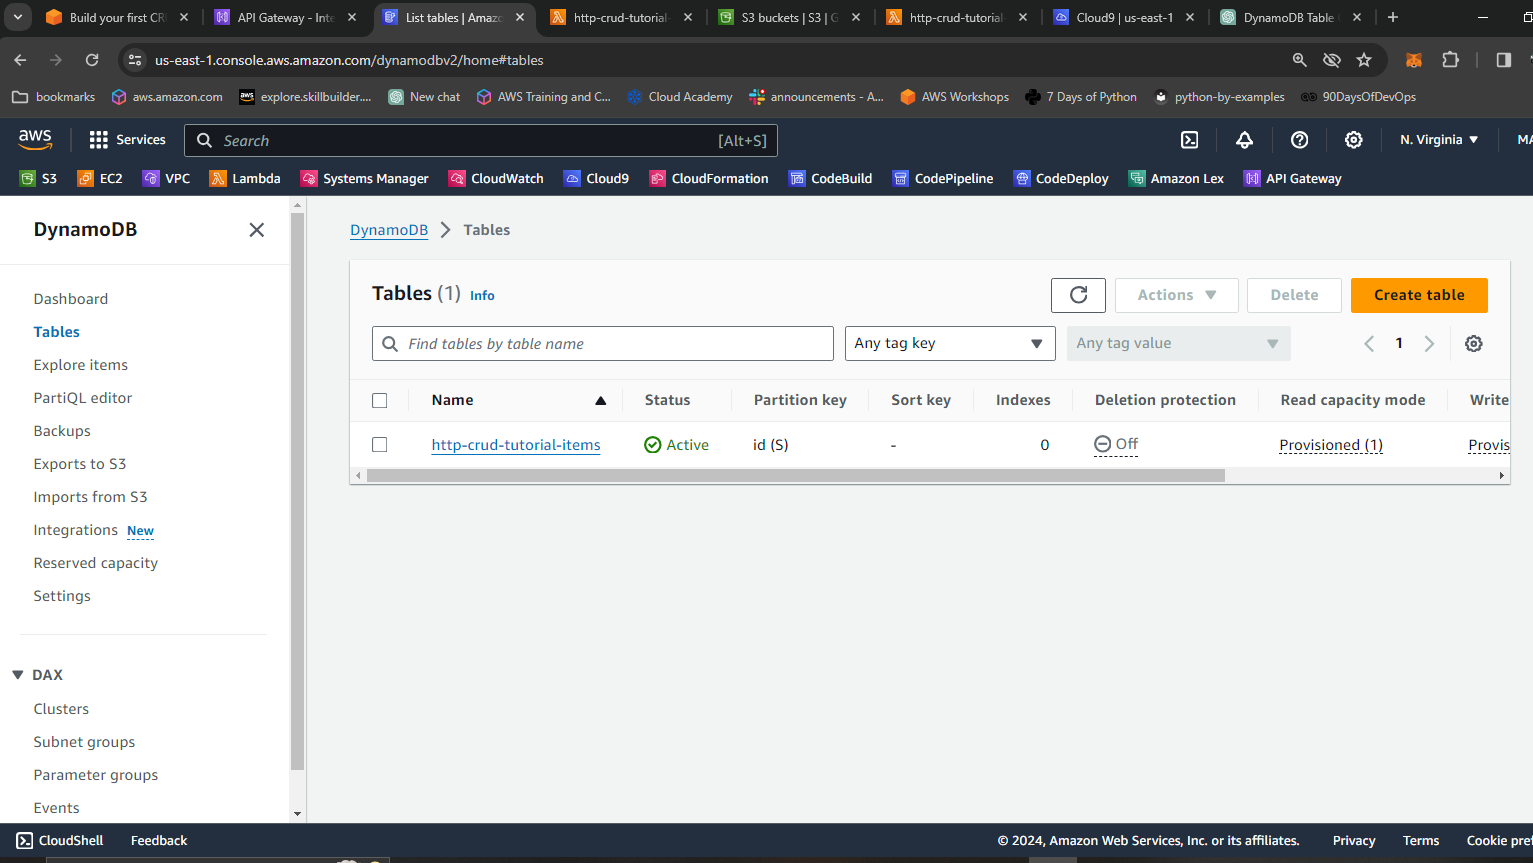 Build your first CR
API Gateway - Inte
List tables | Amazo
http-crud-tutorial-
S3 buckets | S3 | G
http-crud-tutorial-
Cloud9 | us-east-1
DynamoDB Table
us-east-1.console.aws.amazon.com/dynamodbv2/home#tables
bookmarks
aws.amazon.com
explore.skillbuilder....
New chat
AWS Training and C...
Cloud Academy
announcements - A...
AWS Workshops
7 Days of Python
python-by-examples
90DaysOfDevOps
aws
Services
Search
[Alt+S]
N. Virginia
MA
S3
EC2
VPC
Lambda
Systems Manager
CloudWatch
Cloud9
CloudFormation
CodeBuild
CodePipeline
CodeDeploy
Amazon Lex
API Gateway
DynamoDB
Dashboard
Tables
Explore items
PartiQL editor
Backups
Exports to S3
Imports from S3
Integrations New
Reserved capacity
Settings
DAX
Clusters
Subnet groups
Parameter groups
Events
DynamoDB > Tables
Tables (1) Info
Actions
Delete
Create table
Find tables by table name
Any tag key
Any tag value
1
Name
Status
Partition key
Sort key
Indexes
Deletion protection
Read capacity mode
Write
http-crud-tutorial-items
Active
id (S)
-
0
Off
Provisioned (1)
Provis
CloudShell
Feedback
© 2024, Amazon Web Services, Inc. or its affiliates.
Privacy
Terms
Cookie pref